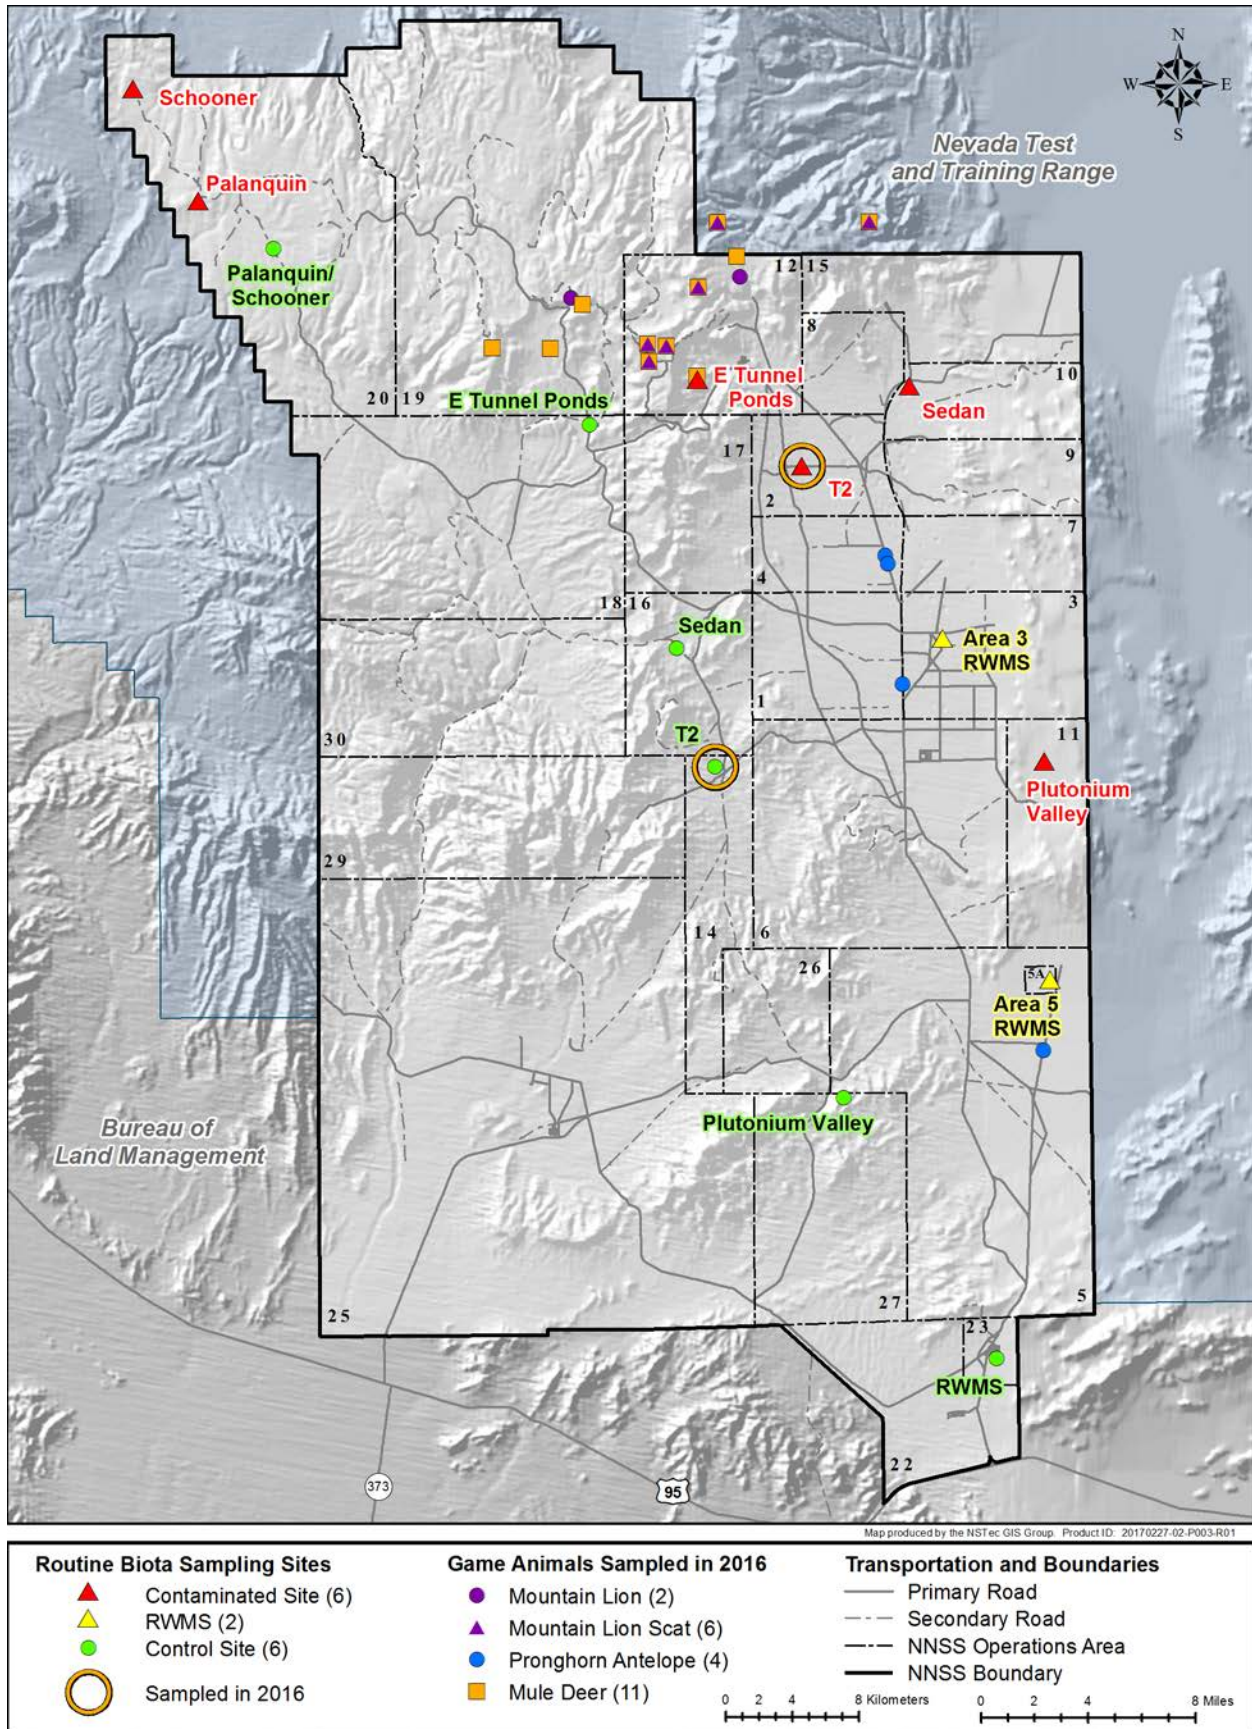 N
W
E
S
Schooner
Nevada Test
and Training Range
Palanquin
Palanquin/
Schooner
12
15
8
10
E Tunnel
Ponds
Sedan
20
19
E Tunnel Ponds
17
9
T2
2
7
4
18
16
3
Sedan
Area 3
RWMS
1
T2
30
11
Plutonium
Valley
29
14
6
26
5A
Area 5
RWMS
Plutonium Valley
Bureau of
Land Management
25
27
5
23
RWMS
22
373
95
Map produced by the NSTec GIS Group. Product ID: 20170227-02-P003-R01
Routine Biota Sampling Sites
Contaminated Site (6)
RWMS (2)
Control Site (6)
Sampled in 2016
Game Animals Sampled in 2016
Mountain Lion (2)
Mountain Lion Scat (6)
Pronghorn Antelope (4)
Mule Deer (11)
Transportation and Boundaries
Primary Road
Secondary Road
NNSS Operations Area
NNSS Boundary
0 2 4 8 Kilometers
0 2 4 8 Miles